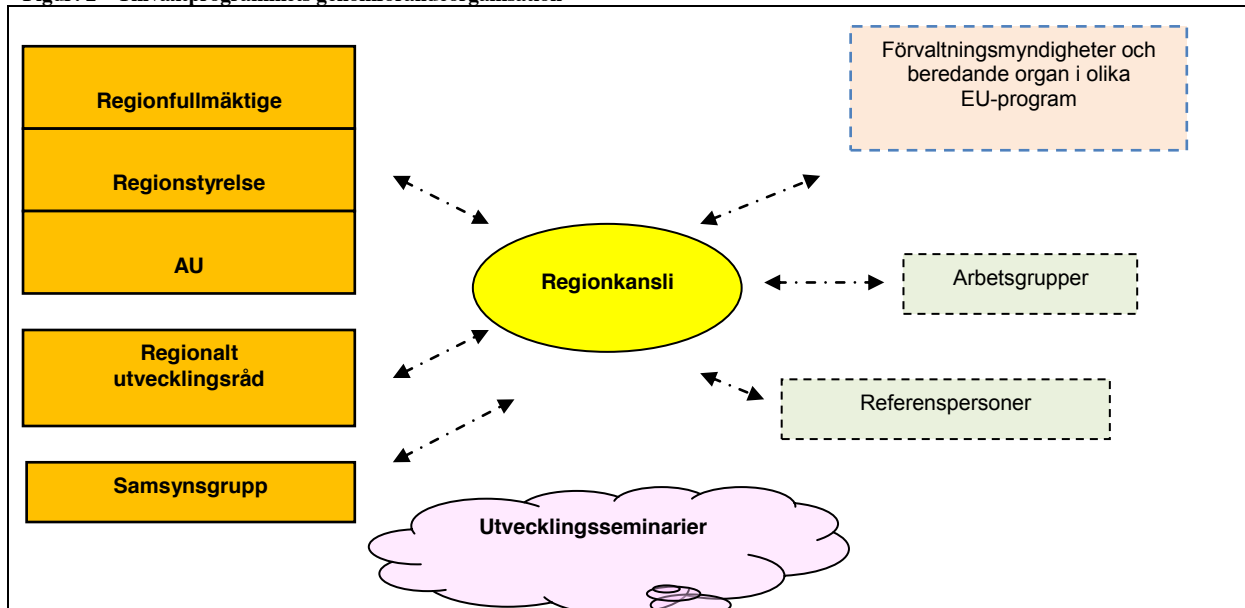 Regionfullmäktige
Regionstyrelse
AU
Regionalt
utvecklingsråd
Samsynsgrupp
Regionkansli
Förvaltningsmyndigheter och
beredande organ i olika
EU-program
Arbetsgrupper
Referenspersoner
Utvecklingsseminarier